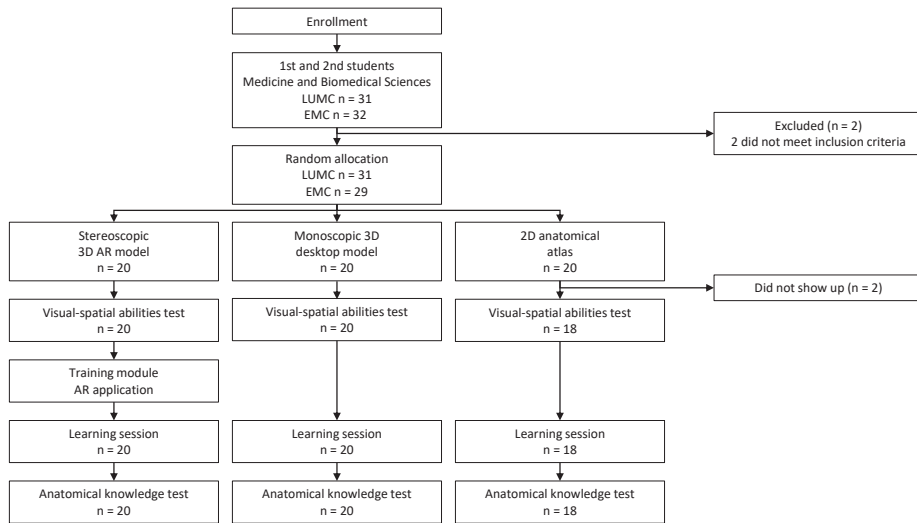 Enrollment
1st and 2nd students
Medicine and Biomedical Sciences
LUMC n = 31
EMC n = 32
Excluded (n = 2)
2 did not meet inclusion criteria
Random allocation
LUMC n = 31
EMC n = 29
Stereoscopic
3D AR model
n = 20
Monoscopic 3D
desktop model
n = 20
2D anatomical
atlas
n = 20
Did not show up (n = 2)
Visual-spatial abilities test
n = 20
Visual-spatial abilities test
n = 20
Visual-spatial abilities test
n = 18
Training module
AR application
Learning session
n = 20
Learning session
n = 20
Learning session
n = 18
Anatomical knowledge test
n = 20
Anatomical knowledge test
n = 20
Anatomical knowledge test
n = 18